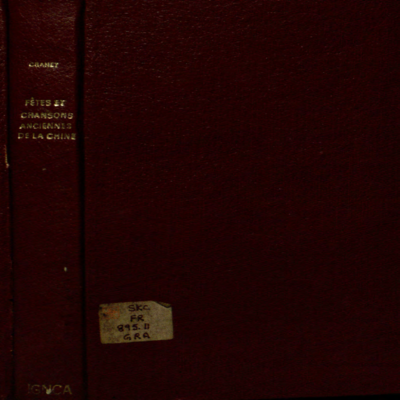 GRANET
FÊTES ET
CHANSONS
ANCIENNES
DE LA CHINE
IGNCA
SKC
FR
895.11
GRA